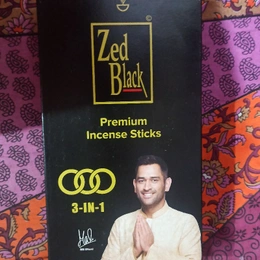 ©
Zed
Black
Premium
Incense Sticks
3-IN-1